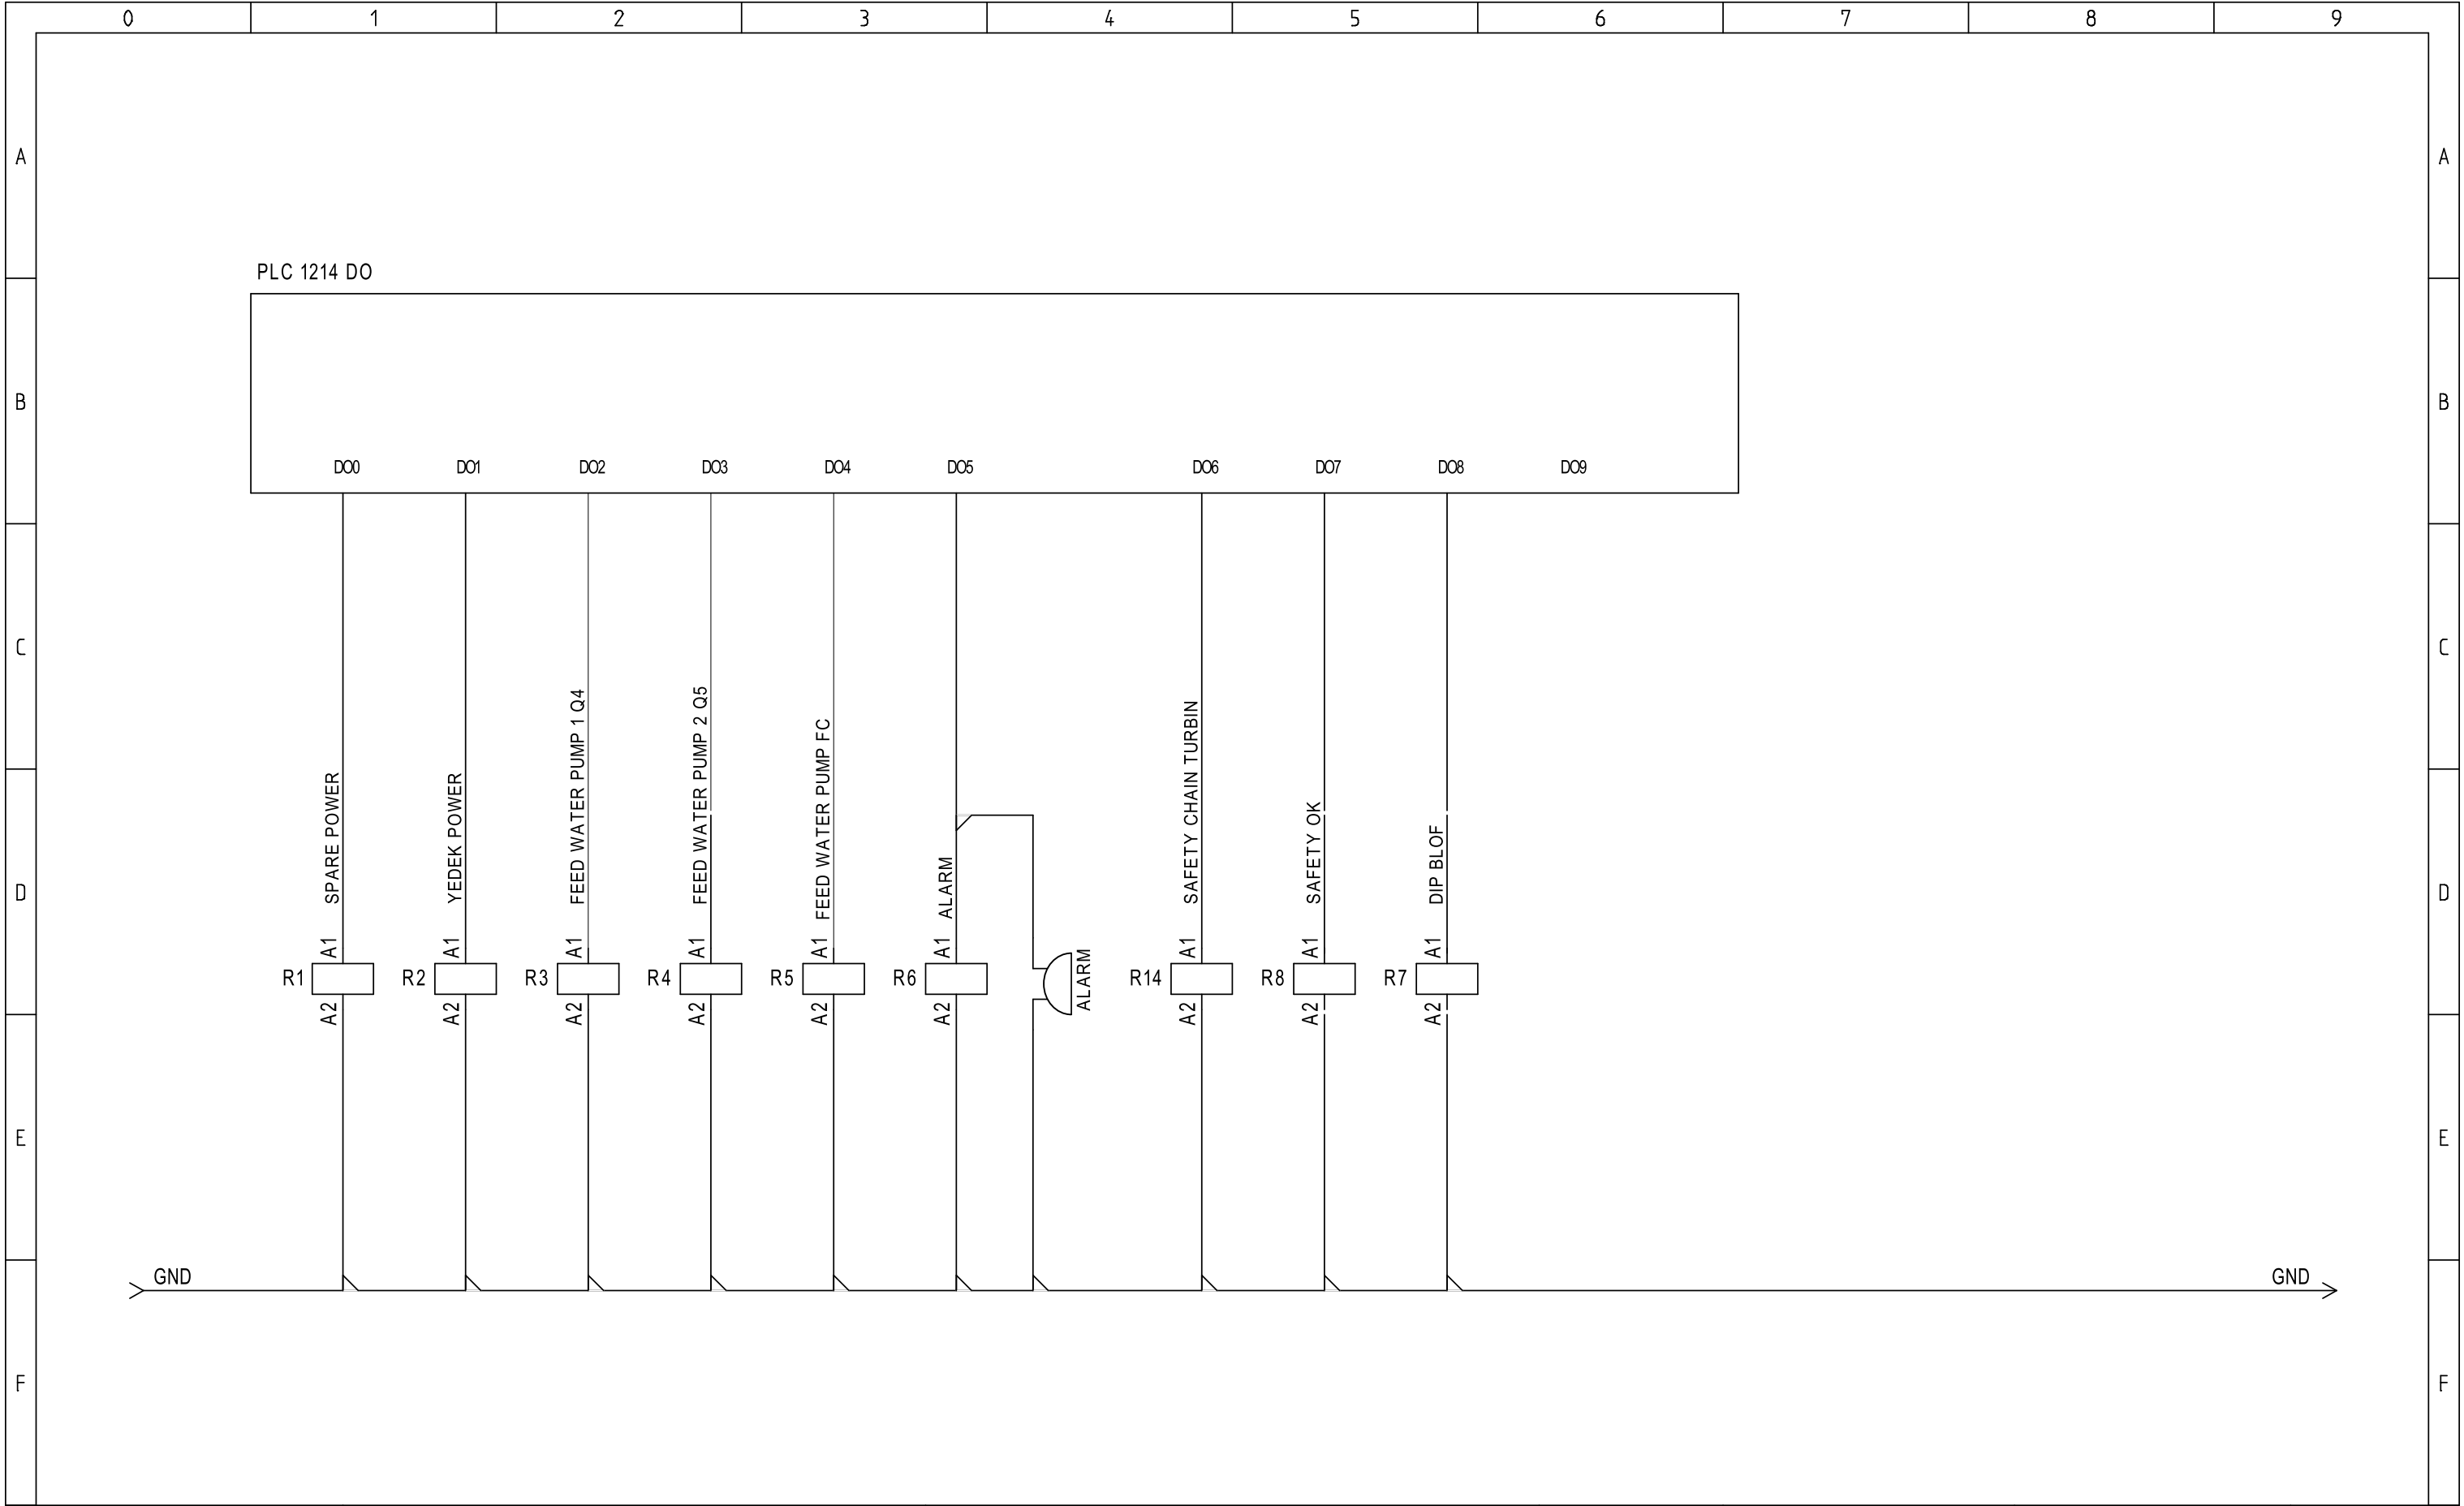 0 1 2 3 4 5 6 7 8 9
A A
PLC 1214 DO
B B
DO0 DO1 DO2 DO3 DO4 DO5 DO6 DO7 DO8 DO9
C C
SPARE POWER
YEDEK POWER
FEED WATER PUMP 1 Q4
FEED WATER PUMP 2 Q5
FEED WATER PUMP FC
ALARM
SAFETY CHAIN TURBIN
SAFETY OK
DIP BLOF
D D
A1 A1 A1 A1 A1 A1 A1 A1 A1
R1 R2 R3 R4 R5 R6 ALARM R14 R8 R7
A2 A2 A2 A2 A2 A2 A2 A2 A2
E E
GND GND
F F